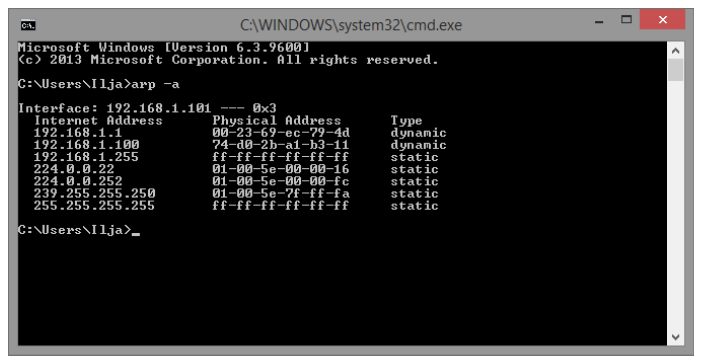 C:\WINDOWS\system32\cmd.exe
Microsoft Windows [Version 6.3.9600]
(c) 2013 Microsoft Corporation. All rights reserved.
C:\Users\Ilja>arp -a
Interface: 192.168.1.101 --- 0x3
Internet Address Physical Address Type
192.168.1.1 00-23-69-ec-79-4d dynamic
192.168.1.100 74-d0-2b-a1-b3-11 dynamic
192.168.1.255 ff-ff-ff-ff-ff-ff static
224.0.0.22 01-00-5e-00-00-16 static
224.0.0.252 01-00-5e-00-00-fc static
239.255.255.250 01-00-5e-7f-ff-fa static
255.255.255.255 ff-ff-ff-ff-ff-ff static
C:\Users\Ilja>_